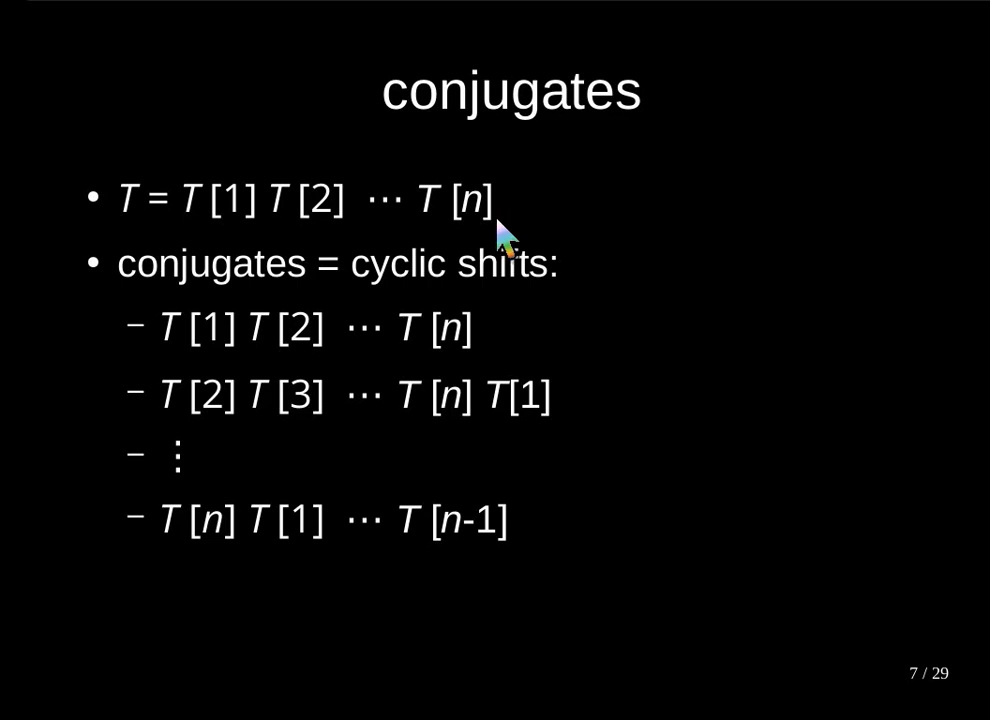 conjugates
• T = T [1] T [2] ⋯ T [n]
• conjugates = cyclic shifts:
– T [1] T [2] ⋯ T [n]
– T [2] T [3] ⋯ T [n] T[1]
– ⋮
– T [n] T [1] ⋯ T [n-1]
7 / 29